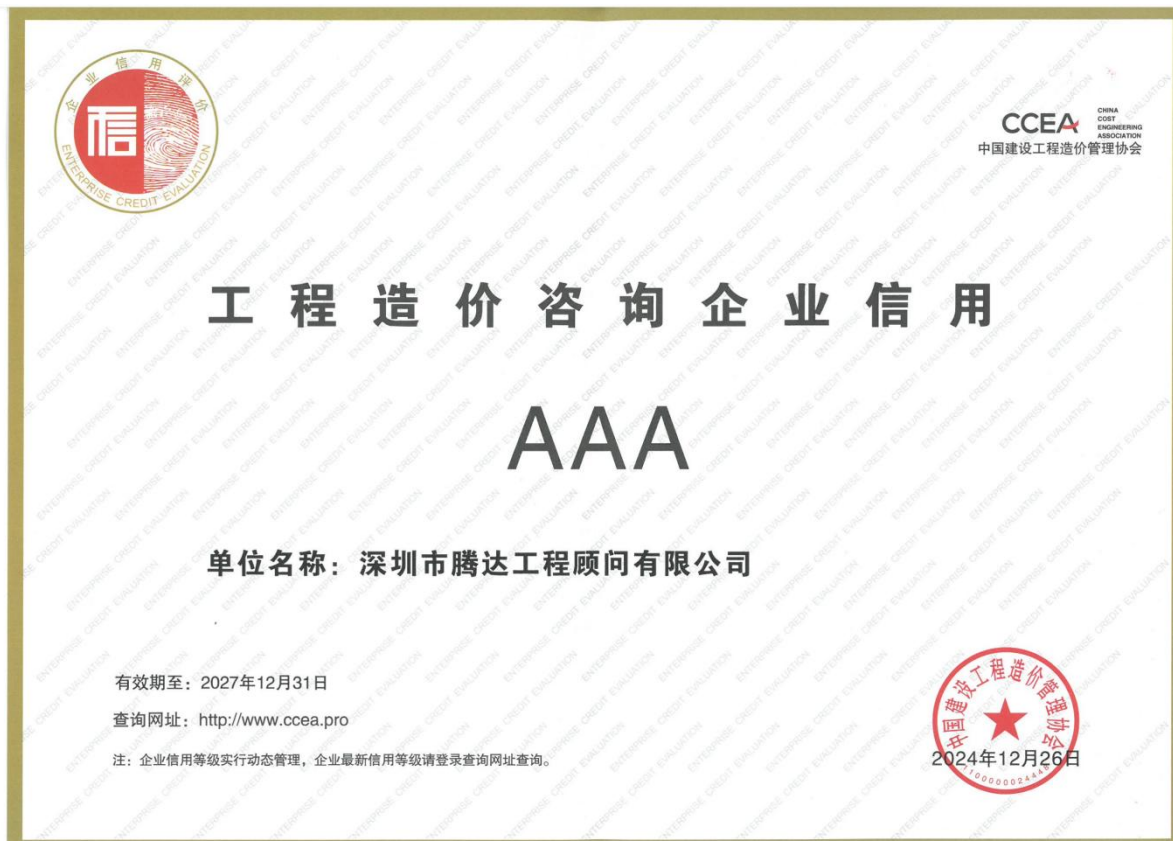 企业信用评价
信
ENTERPRISE CREDIT EVALUATION
CCEA
CHINA
COST
ENGINEERING
ASSOCIATION
中国建设工程造价管理协会
工程造价咨询企业信用
AAA
单位名称：深圳市腾达工程顾问有限公司
有效期至：2027年12月31日
查询网址：http://www.ccea.pro
注：企业信用等级实行动态管理，企业最新信用等级请登录查询网址查询。
中国建设工程造价管理协会
2024年12月26日